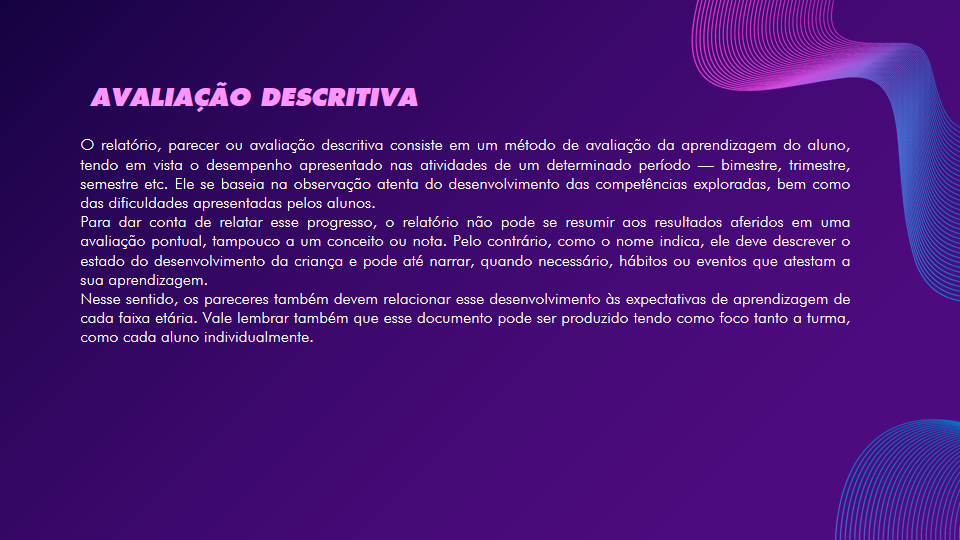 AVALIAÇÃO DESCRITIVA
O relatório, parecer ou avaliação descritiva consiste em um método de avaliação da aprendizagem do aluno,
tendo em vista o desempenho apresentado nas atividades de um determinado período — bimestre, trimestre,
semestre etc. Ele se baseia na observação atenta do desenvolvimento das competências exploradas, bem como
das dificuldades apresentadas pelos alunos.
Para dar conta de relatar esse progresso, o relatório não pode se resumir aos resultados aferidos em uma
avaliação pontual, tampouco a um conceito ou nota. Pelo contrário, como o nome indica, ele deve descrever o
estado do desenvolvimento da criança e pode até narrar, quando necessário, hábitos ou eventos que atestam a
sua aprendizagem.
Nesse sentido, os pareceres também devem relacionar esse desenvolvimento às expectativas de aprendizagem de
cada faixa etária. Vale lembrar também que esse documento pode ser produzido tendo como foco tanto a turma,
como cada aluno individualmente.